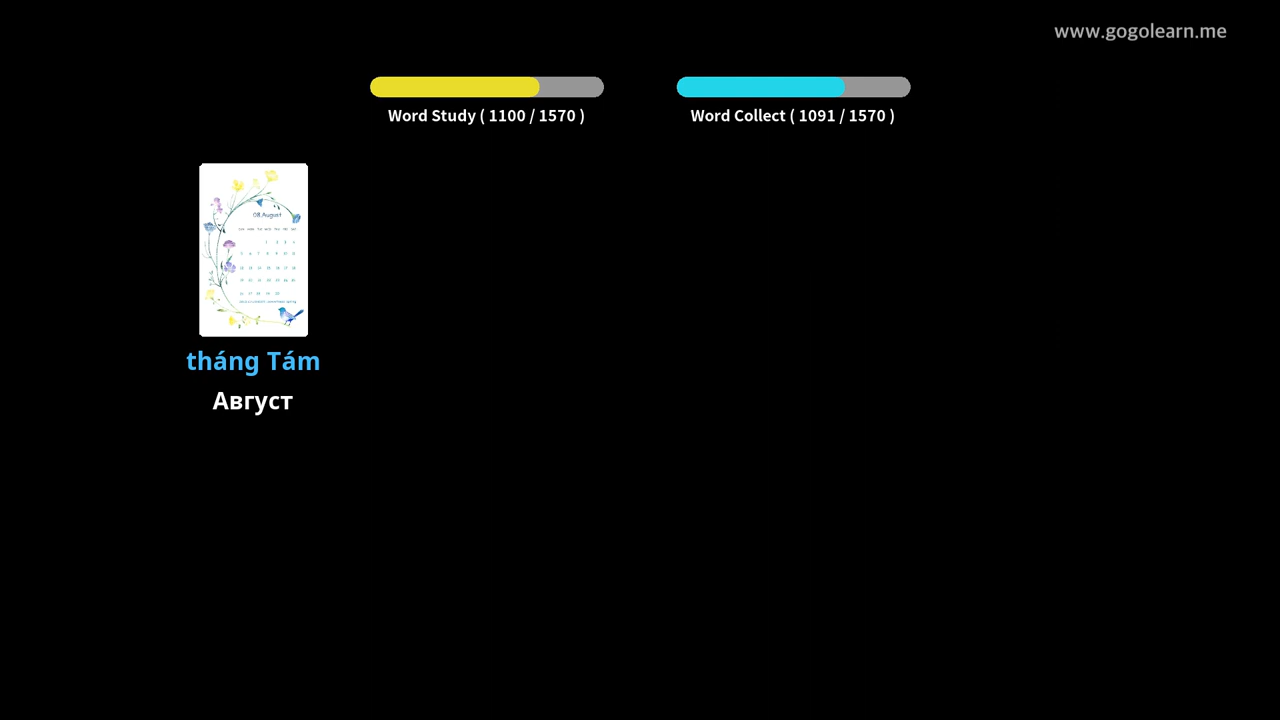 www.gogolearn.me
Word Study ( 1100 / 1570 )
Word Collect ( 1091 / 1570 )
08.August
tháng Tám
Август